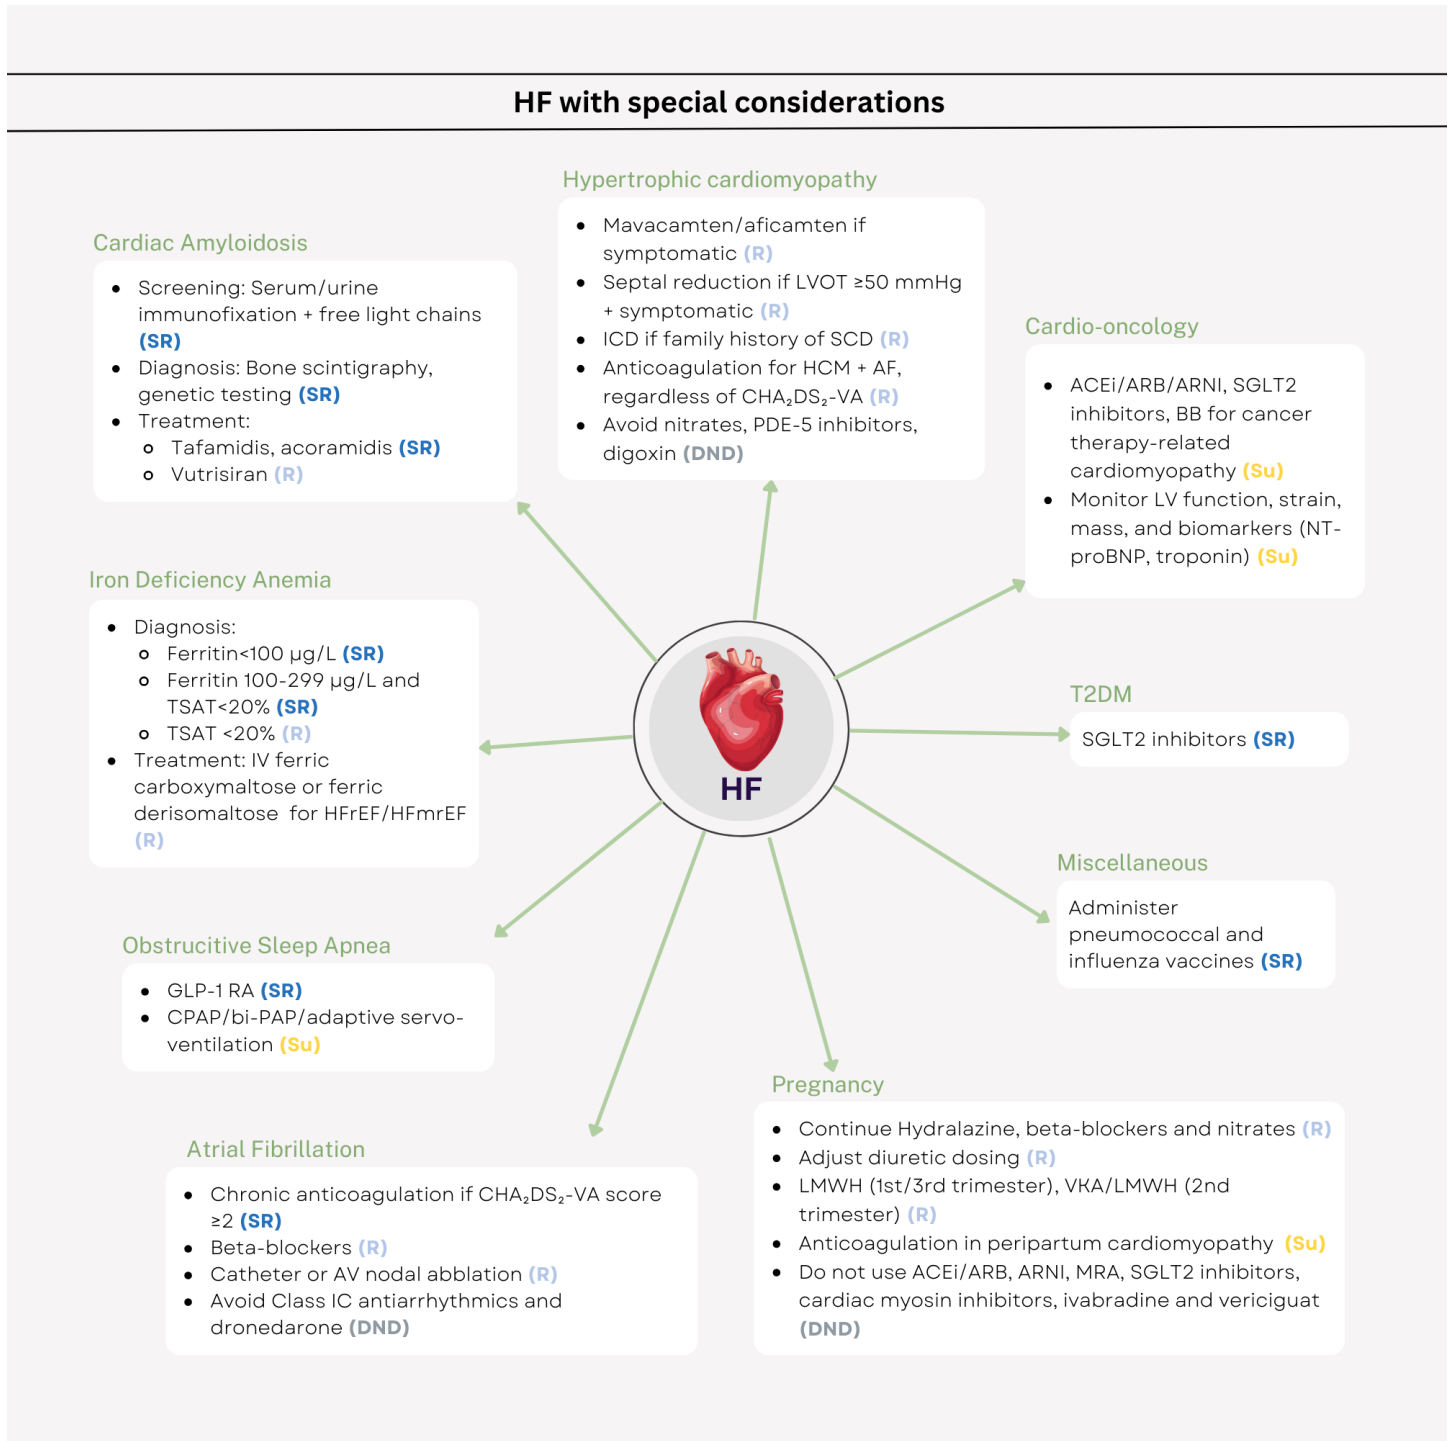 HF with special considerations
Hypertrophic cardiomyopathy
• Mavacamten/aficamten if
symptomatic (R)
• Septal reduction if LVOT ≥50 mmHg
+ symptomatic (R)
• ICD if family history of SCD (R)
• Anticoagulation for HCM + AF,
regardless of CHA₂DS₂-VA (R)
• Avoid nitrates, PDE-5 inhibitors,
digoxin (DND)
Cardiac Amyloidosis
• Screening: Serum/urine
immunofixation + free light chains
(SR)
• Diagnosis: Bone scintigraphy,
genetic testing (SR)
• Treatment:
o Tafamidis, acoramidis (SR)
o Vutrisiran (R)
Cardio-oncology
• ACEi/ARB/ARNI, SGLT2
inhibitors, BB for cancer
therapy-related
cardiomyopathy (Su)
• Monitor LV function, strain,
mass, and biomarkers (NT-
proBNP, troponin) (Su)
Iron Deficiency Anemia
• Diagnosis:
o Ferritin<100 µg/L (SR)
o Ferritin 100-299 µg/L and
TSAT<20% (SR)
o TSAT <20% (R)
• Treatment: IV ferric
carboxymaltose or ferric
derisomaltose for HFrEF/HFmrEF
(R)
HF
T2DM
SGLT2 inhibitors (SR)
Miscellaneous
Administer
pneumococcal and
influenza vaccines (SR)
Obstrucitive Sleep Apnea
• GLP-1 RA (SR)
• CPAP/bi-PAP/adaptive servo-
ventilation (Su)
Pregnancy
• Continue Hydralazine, beta-blockers and nitrates (R)
• Adjust diuretic dosing (R)
• LMWH (1st/3rd trimester), VKA/LMWH (2nd
trimester) (R)
• Anticoagulation in peripartum cardiomyopathy (Su)
• Do not use ACEi/ARB, ARNI, MRA, SGLT2 inhibitors,
cardiac myosin inhibitors, ivabradine and vericiguat
(DND)
Atrial Fibrillation
• Chronic anticoagulation if CHA₂DS₂-VA score
≥2 (SR)
• Beta-blockers (R)
• Catheter or AV nodal abblation (R)
• Avoid Class IC antiarrhythmics and
dronedarone (DND)